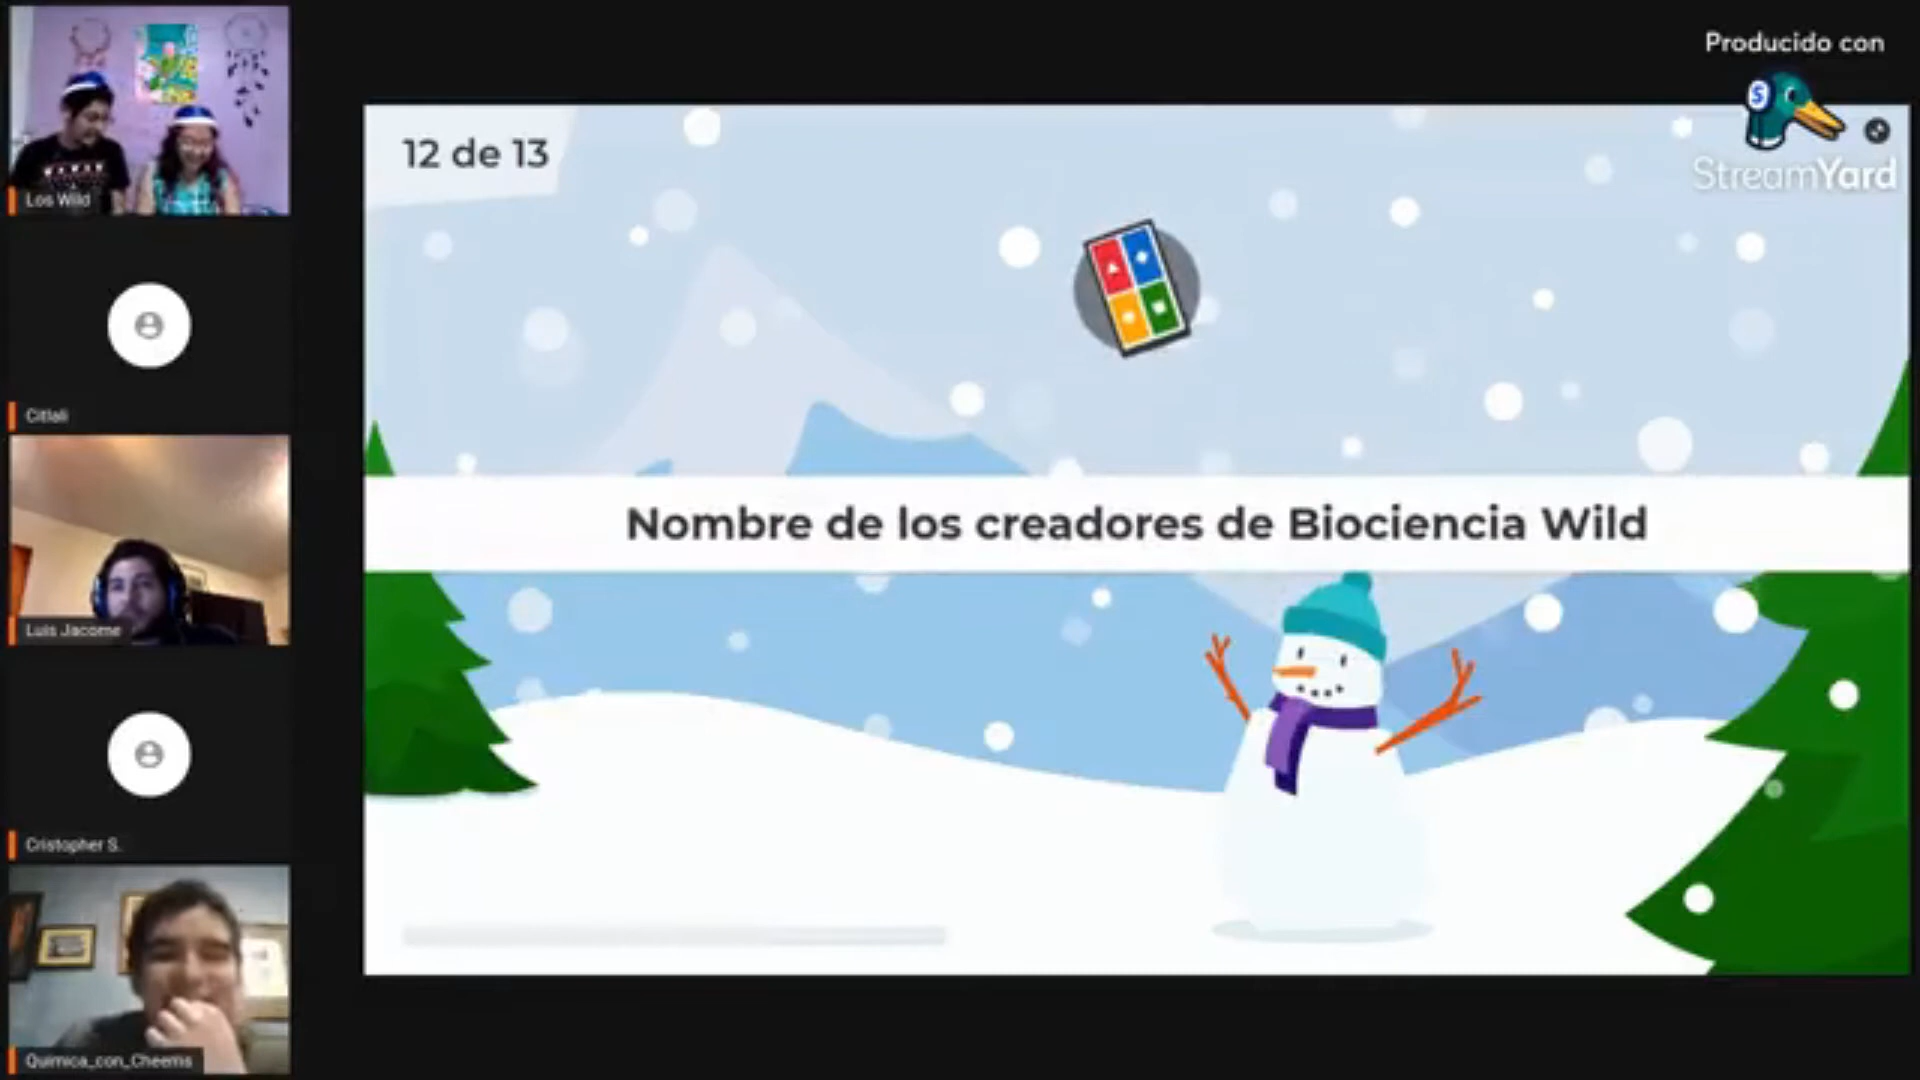 Producido con
StreamYard
12 de 13
Nombre de los creadores de Biociencia Wild
Los Wild
Citlali
Luis Jacome
Cristopher S.
Quimica_con_Cheems